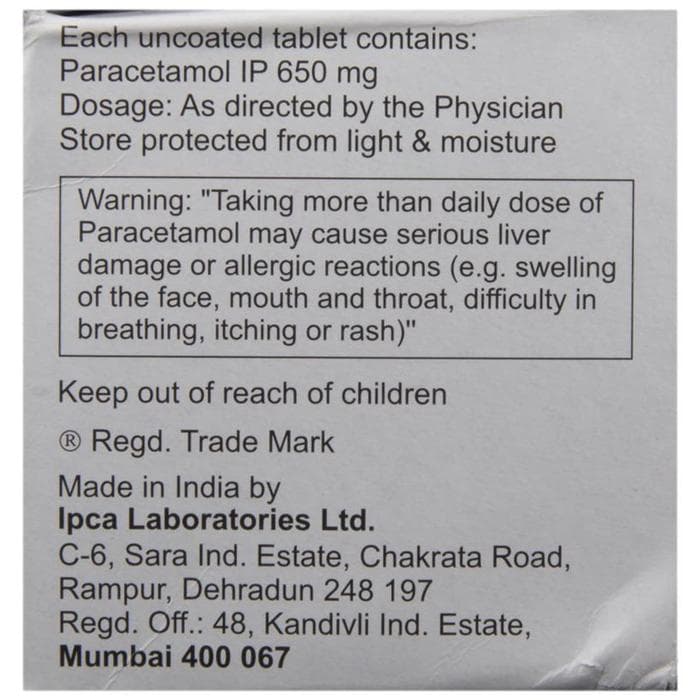 Each uncoated tablet contains:
Paracetamol IP 650 mg
Dosage: As directed by the Physician
Store protected from light & moisture
Warning: "Taking more than daily dose of
Paracetamol may cause serious liver
damage or allergic reactions (e.g. swelling
of the face, mouth and throat, difficulty in
breathing, itching or rash)"
Keep out of reach of children
® Regd. Trade Mark
Made in India by
Ipca Laboratories Ltd.
C-6, Sara Ind. Estate, Chakrata Road,
Rampur, Dehradun 248 197
Regd. Off.: 48, Kandivli Ind. Estate,
Mumbai 400 067